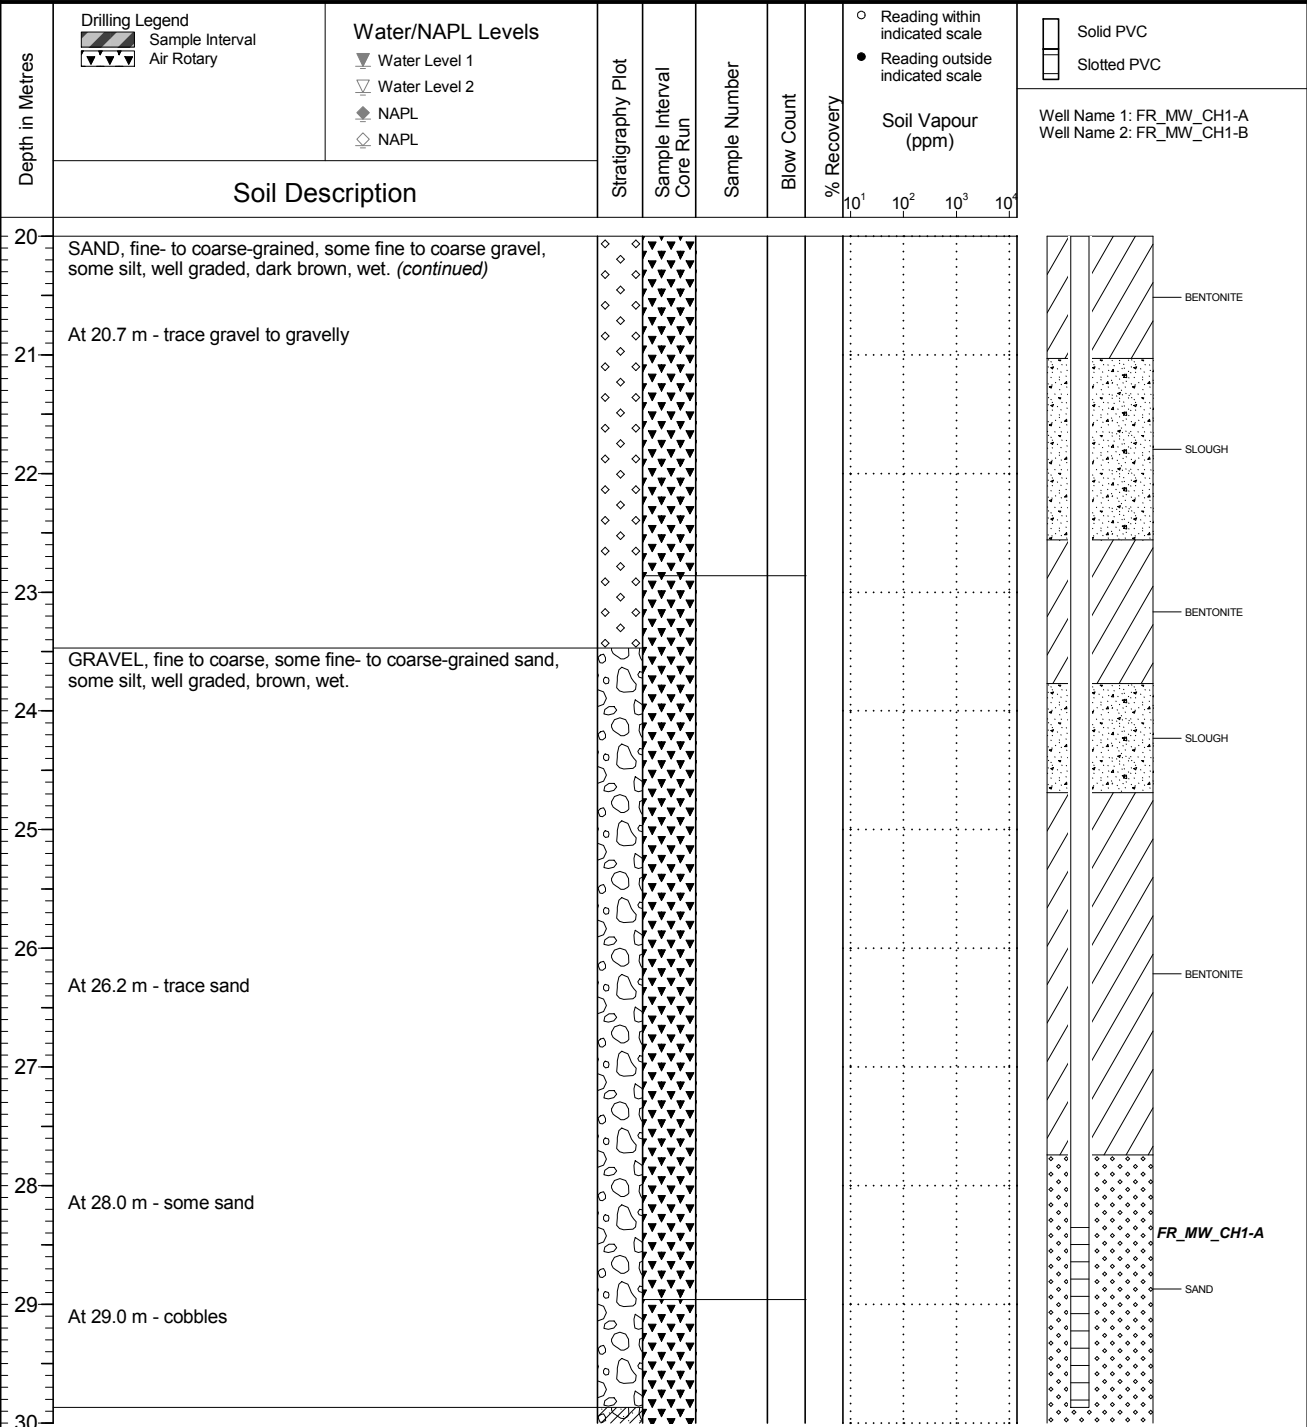 Depth in Metres
Drilling Legend
Sample Interval
Air Rotary
Water/NAPL Levels
Water Level 1
Water Level 2
NAPL
NAPL
Soil Description
Stratigraphy Plot
Sample Interval
Core Run
Sample Number
Blow Count
% Recovery
Reading within
indicated scale
Reading outside
indicated scale
Soil Vapour
(ppm)
10¹ 10² 10³ 10⁴
Solid PVC
Slotted PVC
Well Name 1: FR_MW_CH1-A
Well Name 2: FR_MW_CH1-B
20
SAND, fine- to coarse-grained, some fine to coarse gravel,
some silt, well graded, dark brown, wet. (continued)
BENTONITE
At 20.7 m - trace gravel to gravelly
21
SLOUGH
22
23
BENTONITE
GRAVEL, fine to coarse, some fine- to coarse-grained sand,
some silt, well graded, brown, wet.
24
SLOUGH
25
26
BENTONITE
At 26.2 m - trace sand
27
28
At 28.0 m - some sand
FR_MW_CH1-A
SAND
29
At 29.0 m - cobbles
30